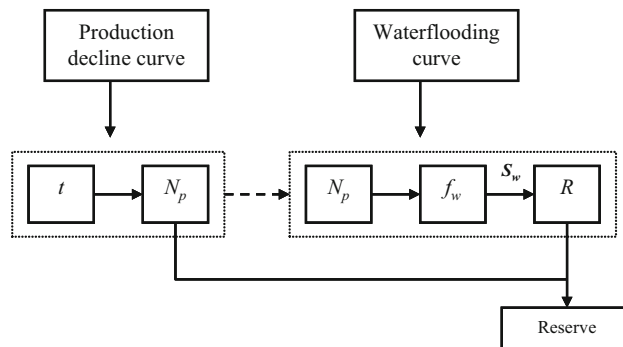 Production
decline curve
Waterflooding
curve
t
N_p
N_p
f_w
S_w
R
Reserve